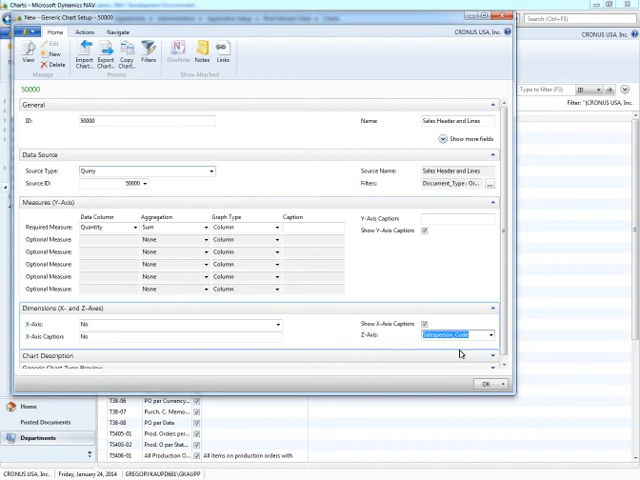 Charts - Microsoft Dynamics NAV
New - Generic Chart Setup - 50000
Home Actions Navigate CRONUS USA, Inc.
View Edit New Delete
Import Chart... Export Chart... Copy Chart... Filters OneNote Notes Links
Manage Process Show Attached
50000
General
ID: 50000 Name: Sales Header and Lines
Show more fields
Data Source
Source Type: Query Source Name: Sales Header and Lines
Source ID: 50000 Filters: Document_Type : Or... ...
Measures (Y-Axis)
Data Column Aggregation Graph Type Caption
Y-Axis Caption:
Required Measure: Quantity Sum Column
Show Y-Axis Caption:
Optional Measure: None Column
Optional Measure: None Column
Optional Measure: None Column
Optional Measure: None Column
Optional Measure: None Column
Dimensions (X- and Z-Axes)
X-Axis: No Show X-Axis Caption:
X-Axis Caption: No Z-Axis: Salesperson_Code
Chart Description
Generic Chart Type Preview
OK
Search (Ctrl+F3)
CRONUS USA, Inc.
Type to filter (F3)
Filter: "|CRONUS USA, Inc.
Home
Posted Documents
Departments
T38-06 PO per Currency...
T38-07 Purch. C. Memo...
T38-08 PO per Date
T5405-01 Prod. Orders per...
T5405-02 Prod. O per Stat...
T5406-01 All Production O... All items on production orders with
CRONUS USA, Inc. Friday, January 24, 2014 GREGORYKAUPD661\GKAUPP